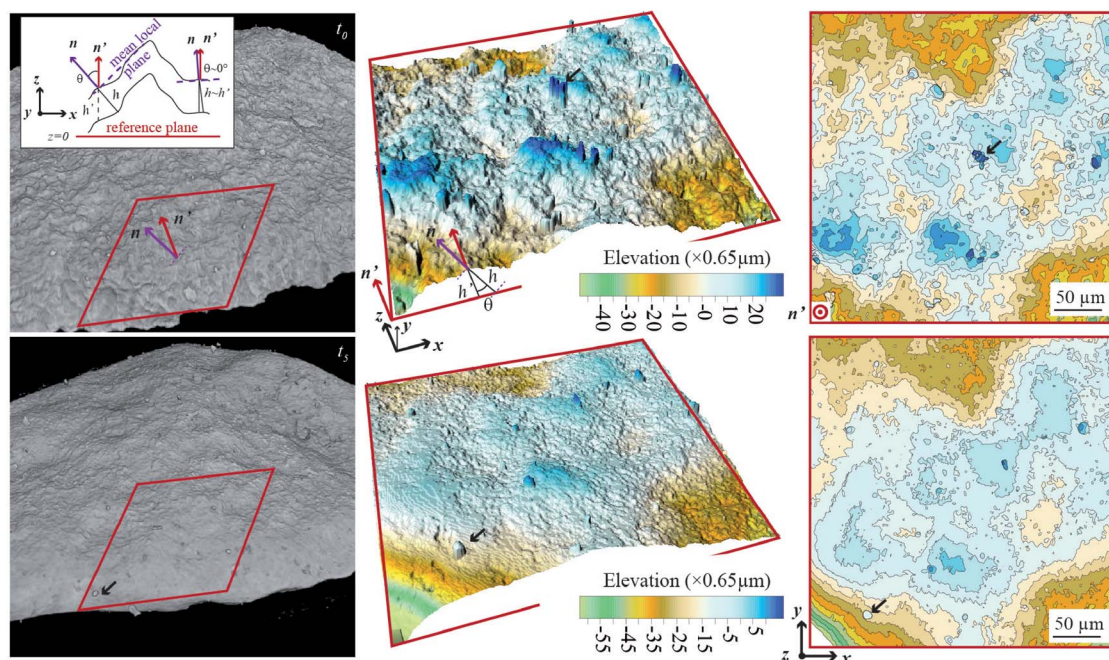 t0
n
n'
mean local
plane
n
n'
θ
θ~0°
h
h'
h~h'
z
y
x
z=0
reference plane
n'
n
n
n'
h
h'
θ
n'
z
y
x
Elevation (×0.65µm)
-40
-30
-20
-10
-0
10
20
n'
50 µm
t5
Elevation (×0.65µm)
-55
-45
-35
-25
-15
-5
5
y
z
x
50 µm